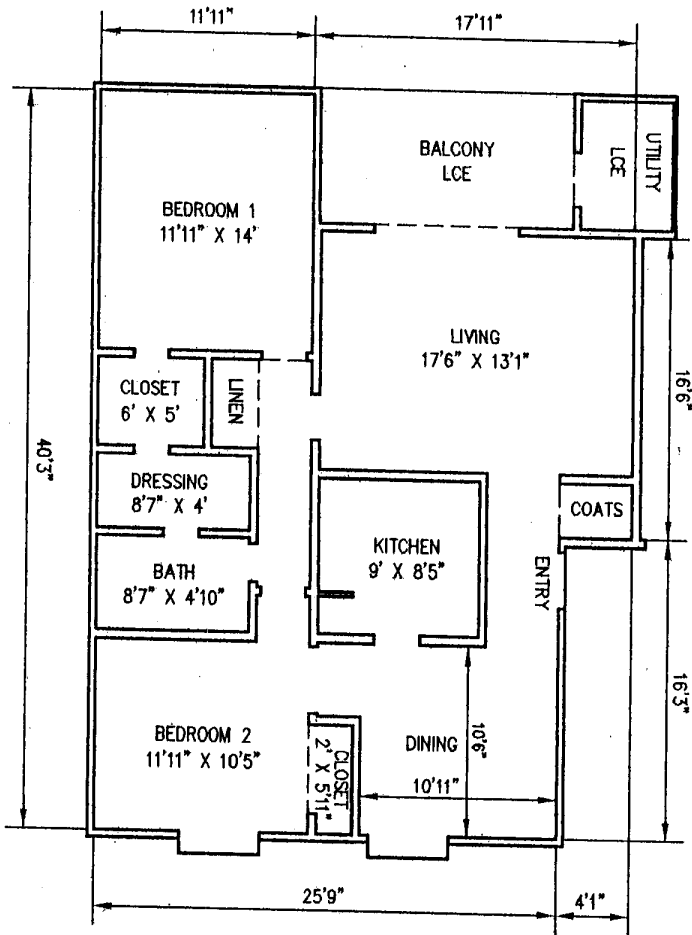 11'11"
17'11"
BALCONY
LCE
UTILITY
LCE
BEDROOM 1
11'11" X 14'
LIVING
17'6" X 13'1"
16'6"
CLOSET
6' X 5'
LINEN
40'3"
DRESSING
8'7" X 4'
COATS
KITCHEN
9' X 8'5"
BATH
8'7" X 4'10"
ENTRY
16'3"
BEDROOM 2
11'11" X 10'5"
CLOSET
2' X 5'11"
DINING
10'6"
10'11"
25'9"
4'1"